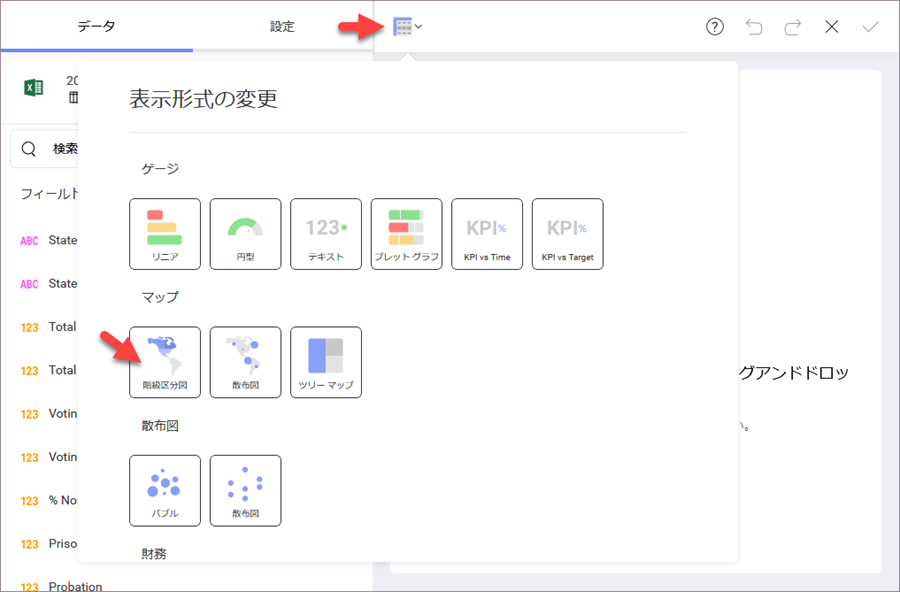 データ 設定
表示形式の変更
20
検索
フィールド
ABC State
ABC State
123 Total
123 Total
123 Votin
123 Votin
123 % No
123 Priso
123 Probation
ゲージ
リニア
円型
123
テキスト
ブレット グラフ
KPI%
KPI vs Time
KPI%
KPI vs Target
マップ
階級区分図
散布図
ツリー マップ
散布図
バブル
散布図
財務
グアンドドロッ
い。